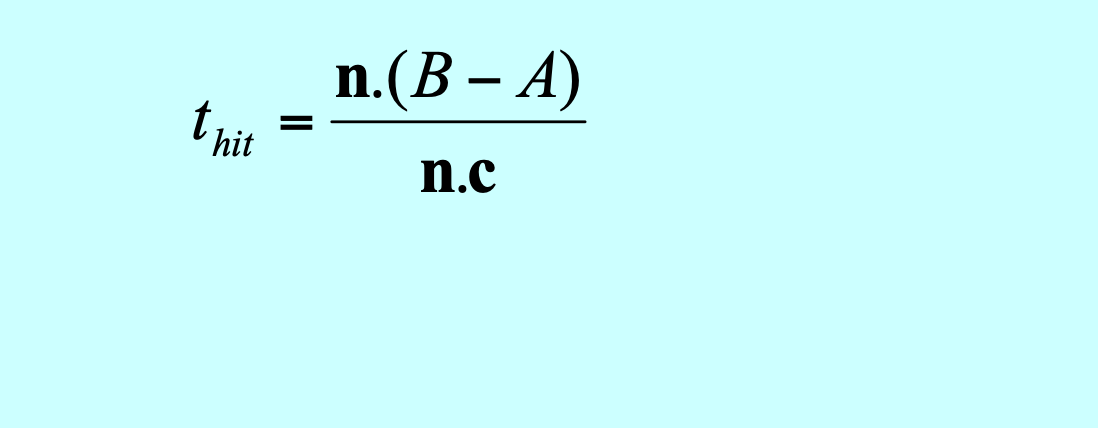 t_hit = n.(B − A) / n.c